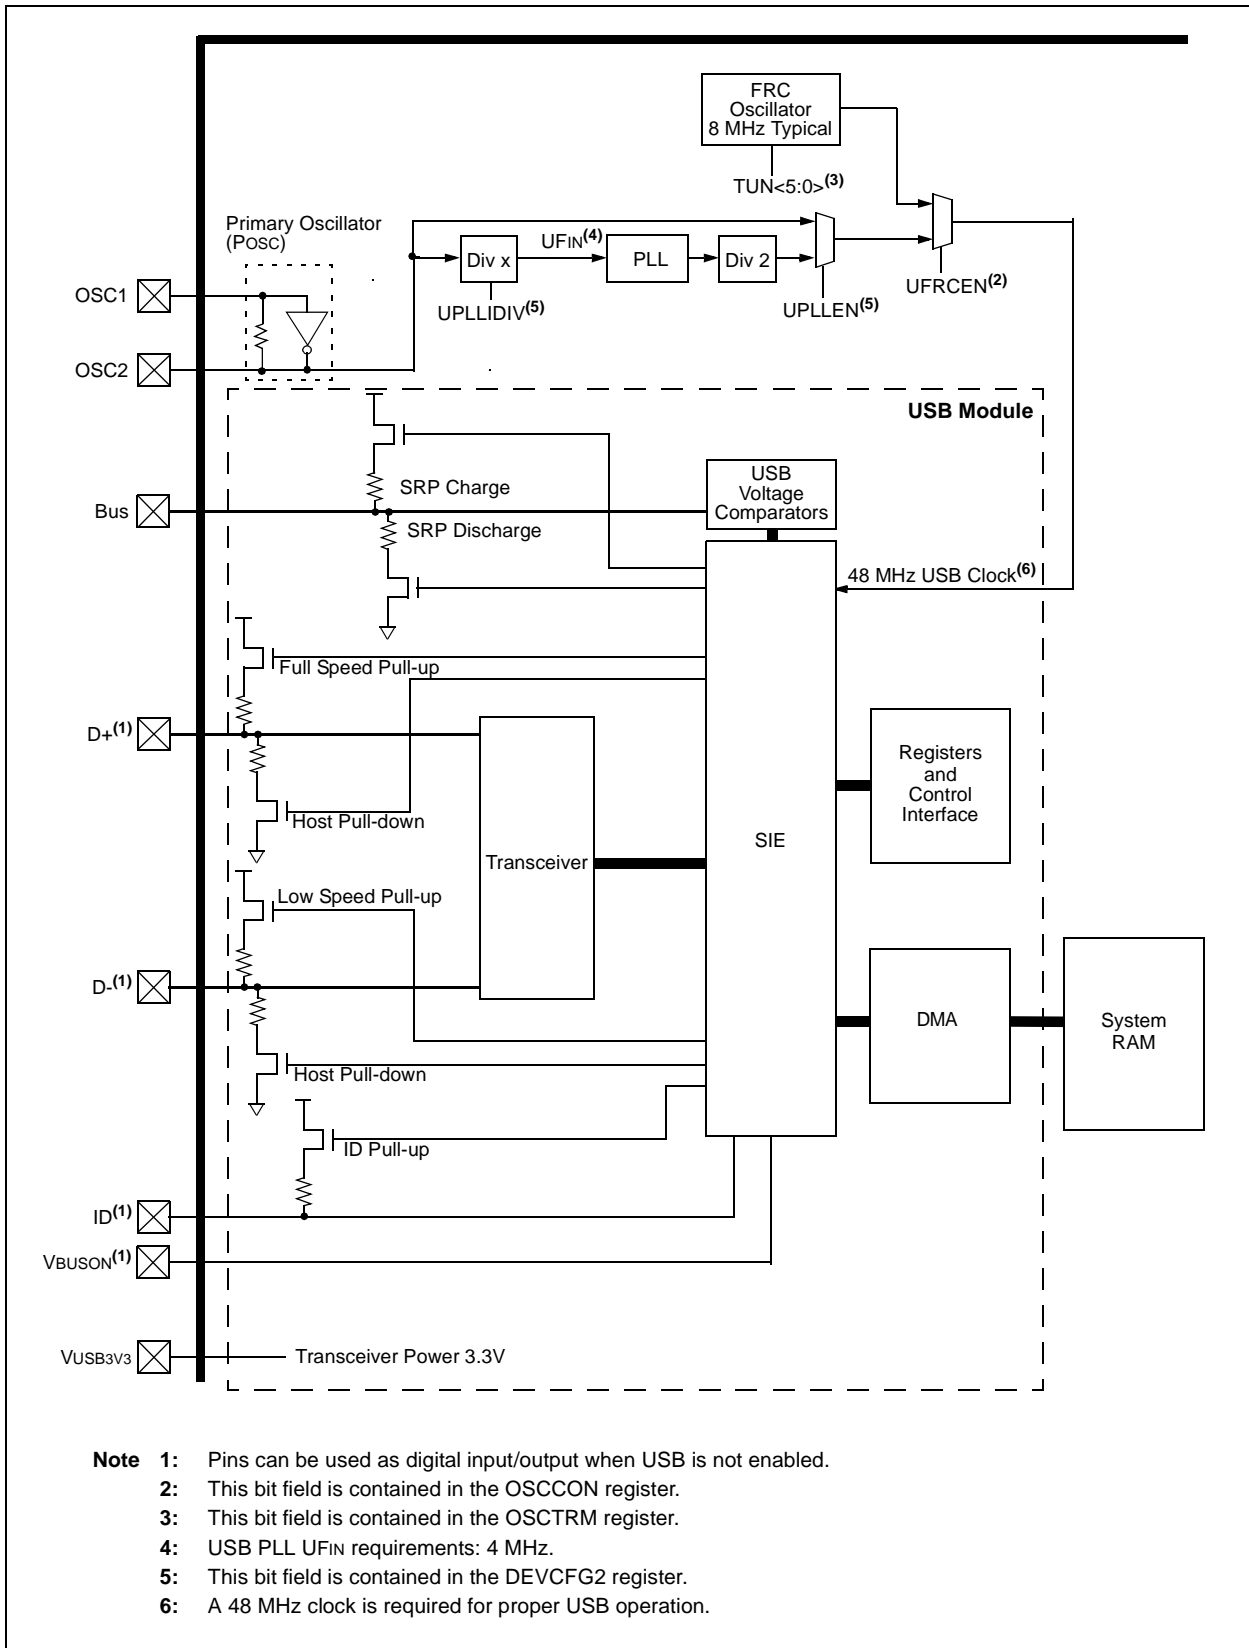 FRC
Oscillator
8 MHz Typical
TUN<5:0>(3)
Primary Oscillator
(POSC)
UFIN(4)
Div x
PLL
Div 2
UFRCEN(2)
OSC1
UPLLIDIV(5)
UPLLEN(5)
OSC2
USB Module
USB
Voltage
Comparators
SRP Charge
Bus
SRP Discharge
48 MHz USB Clock(6)
Full Speed Pull-up
D+(1)
Registers
and
Control
Interface
Host Pull-down
SIE
Transceiver
Low Speed Pull-up
D-(1)
DMA
System
RAM
Host Pull-down
ID Pull-up
ID(1)
VBUSON(1)
VUSB3V3
Transceiver Power 3.3V
Note 1: Pins can be used as digital input/output when USB is not enabled.
2: This bit field is contained in the OSCCON register.
3: This bit field is contained in the OSCTRM register.
4: USB PLL UFIN requirements: 4 MHz.
5: This bit field is contained in the DEVCFG2 register.
6: A 48 MHz clock is required for proper USB operation.